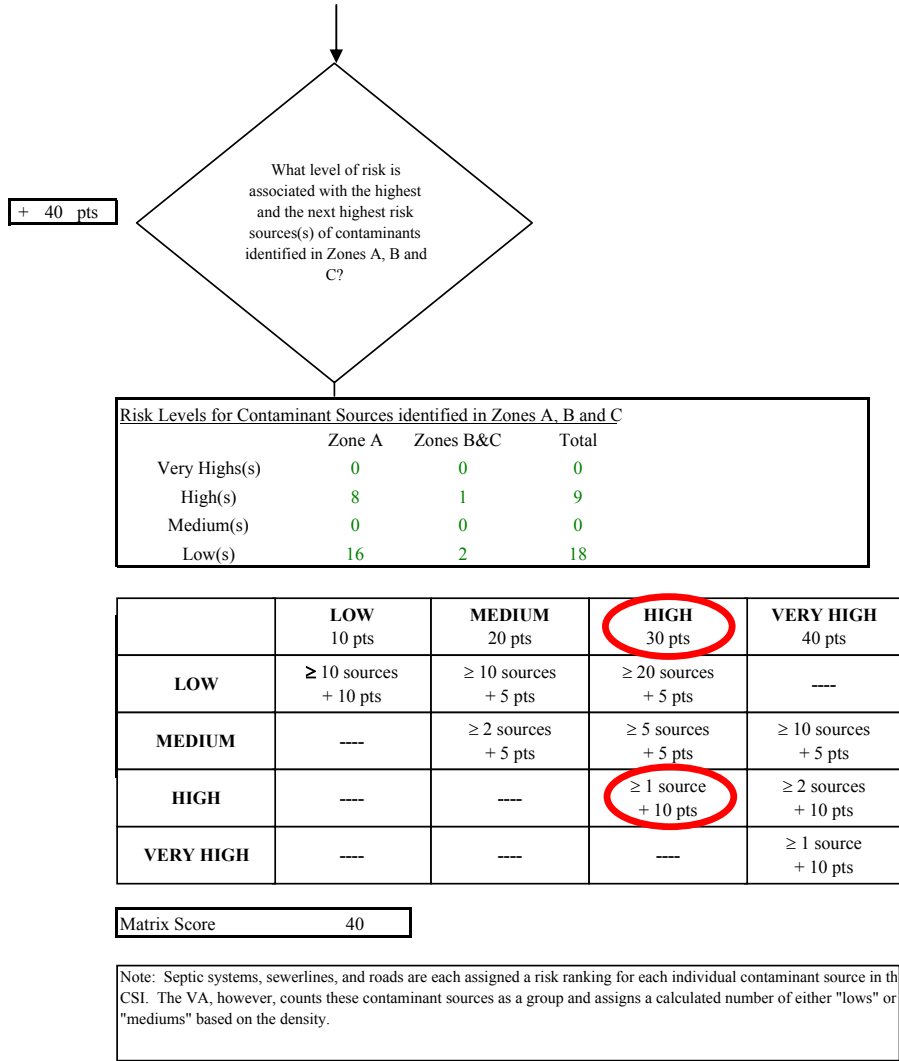 What level of risk is
associated with the highest
and the next highest risk
sources(s) of contaminants
identified in Zones A, B and
C?
+ 40 pts
Risk Levels for Contaminant Sources identified in Zones A, B and C
Zone A Zones B&C Total
Very Highs(s) 0 0 0
High(s) 8 1 9
Medium(s) 0 0 0
Low(s) 16 2 18
LOW MEDIUM HIGH VERY HIGH
10 pts 20 pts 30 pts 40 pts
LOW ≥ 10 sources ≥ 10 sources ≥ 20 sources ----
+ 10 pts + 5 pts + 5 pts
MEDIUM ---- ≥ 2 sources ≥ 5 sources ≥ 10 sources
+ 5 pts + 5 pts + 5 pts
HIGH ---- ---- ≥ 1 source ≥ 2 sources
+ 10 pts + 10 pts
VERY HIGH ---- ---- ---- ≥ 1 source
+ 10 pts
Matrix Score 40
Note: Septic systems, sewerlines, and roads are each assigned a risk ranking for each individual contaminant source in th
CSI. The VA, however, counts these contaminant sources as a group and assigns a calculated number of either "lows" or
"mediums" based on the density.